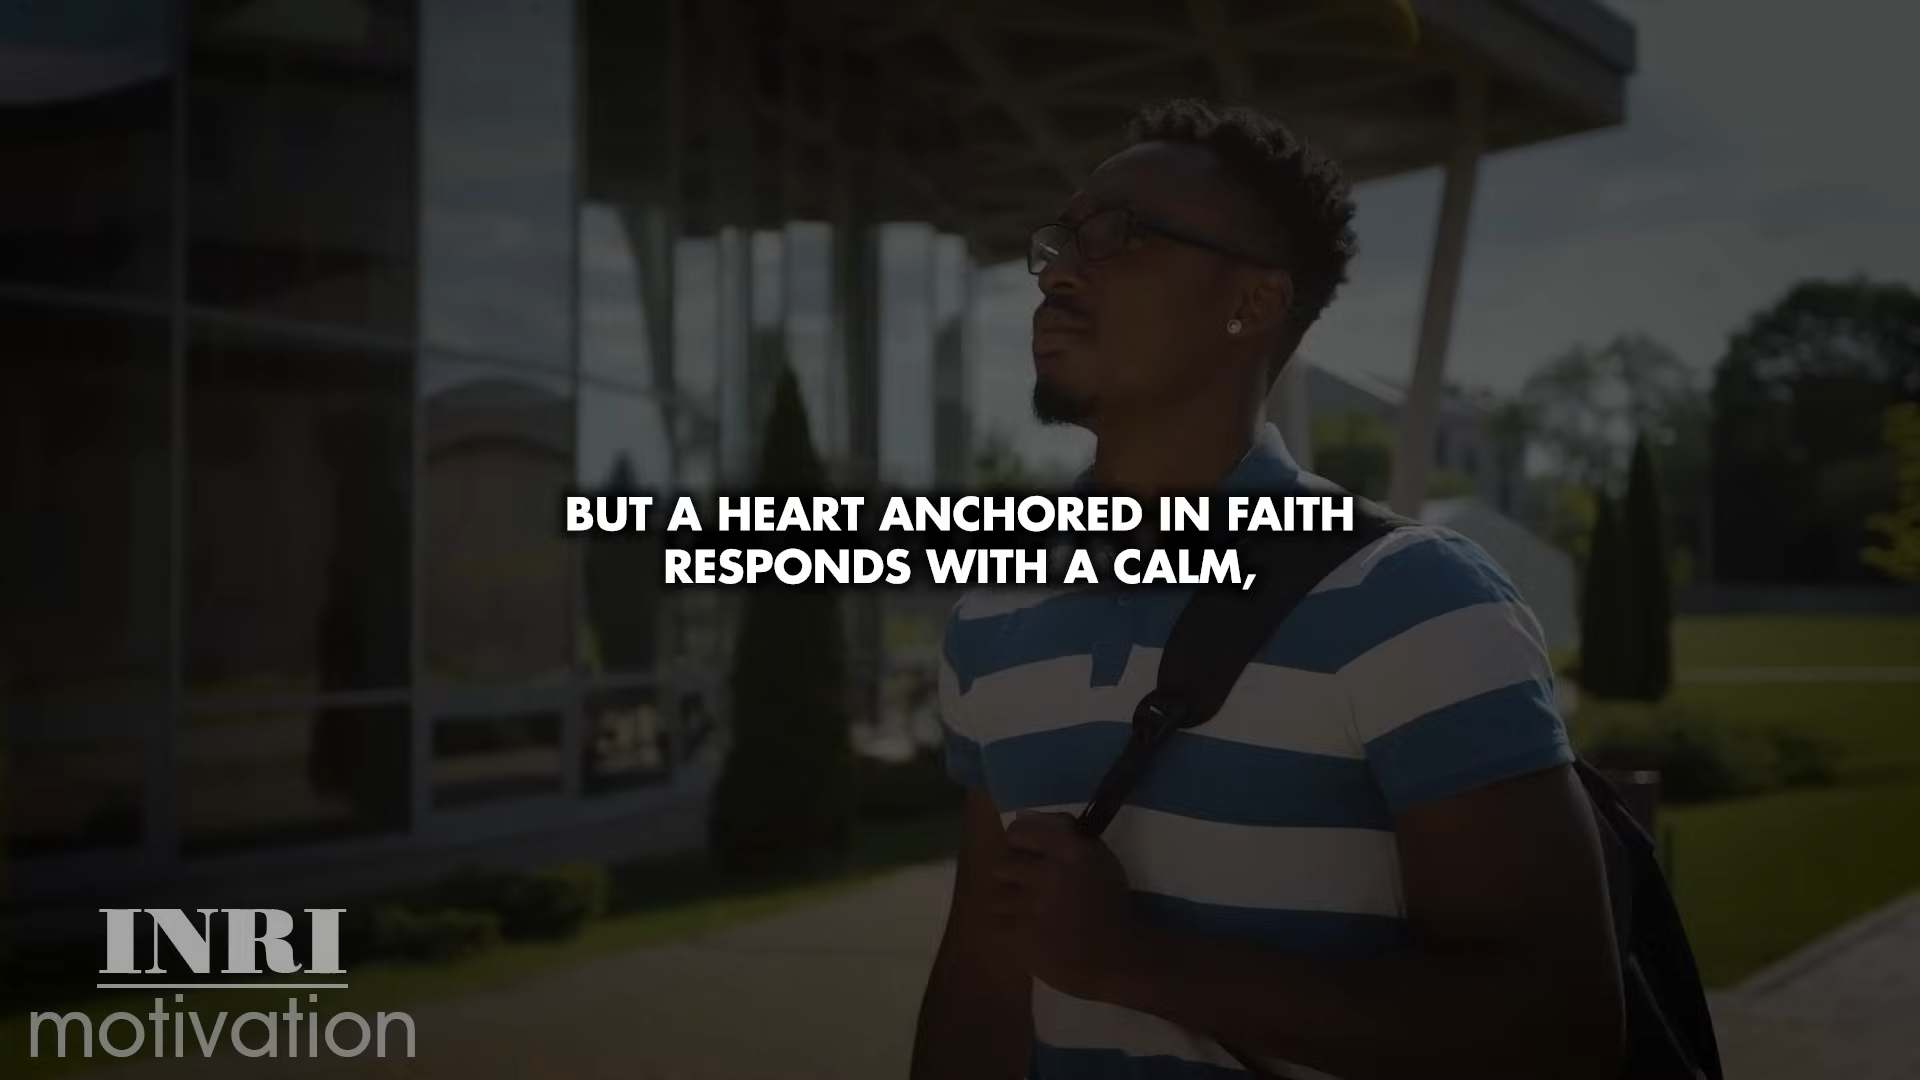 BUT A HEART ANCHORED IN FAITH
RESPONDS WITH A CALM,
INRI
motivation